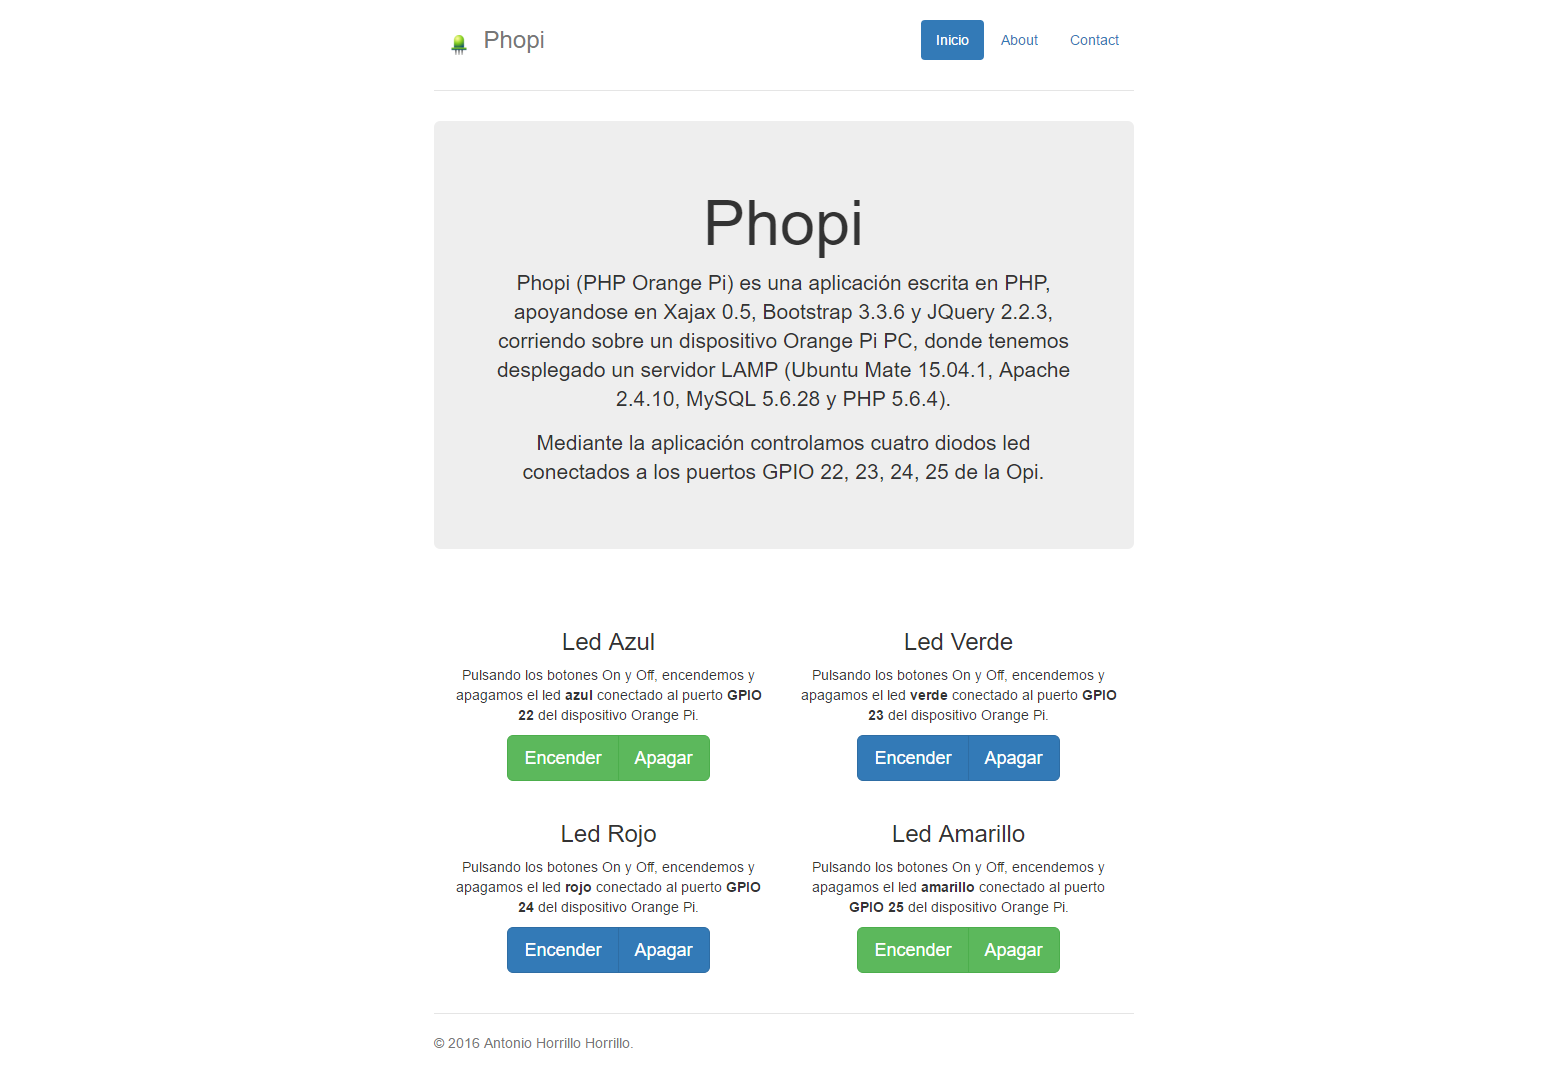 Phopi
Inicio
About
Contact
Phopi
Phopi (PHP Orange Pi) es una aplicación escrita en PHP,
apoyandose en Xajax 0.5, Bootstrap 3.3.6 y JQuery 2.2.3,
corriendo sobre un dispositivo Orange Pi PC, donde tenemos
desplegado un servidor LAMP (Ubuntu Mate 15.04.1, Apache
2.4.10, MySQL 5.6.28 y PHP 5.6.4).
Mediante la aplicación controlamos cuatro diodos led
conectados a los puertos GPIO 22, 23, 24, 25 de la Opi.
Led Azul
Pulsando los botones On y Off, encendemos y
apagamos el led azul conectado al puerto GPIO
22 del dispositivo Orange Pi.
Encender
Apagar
Led Verde
Pulsando los botones On y Off, encendemos y
apagamos el led verde conectado al puerto GPIO
23 del dispositivo Orange Pi.
Encender
Apagar
Led Rojo
Pulsando los botones On y Off, encendemos y
apagamos el led rojo conectado al puerto GPIO
24 del dispositivo Orange Pi.
Encender
Apagar
Led Amarillo
Pulsando los botones On y Off, encendemos y
apagamos el led amarillo conectado al puerto
GPIO 25 del dispositivo Orange Pi.
Encender
Apagar
© 2016 Antonio Horrillo Horrillo.